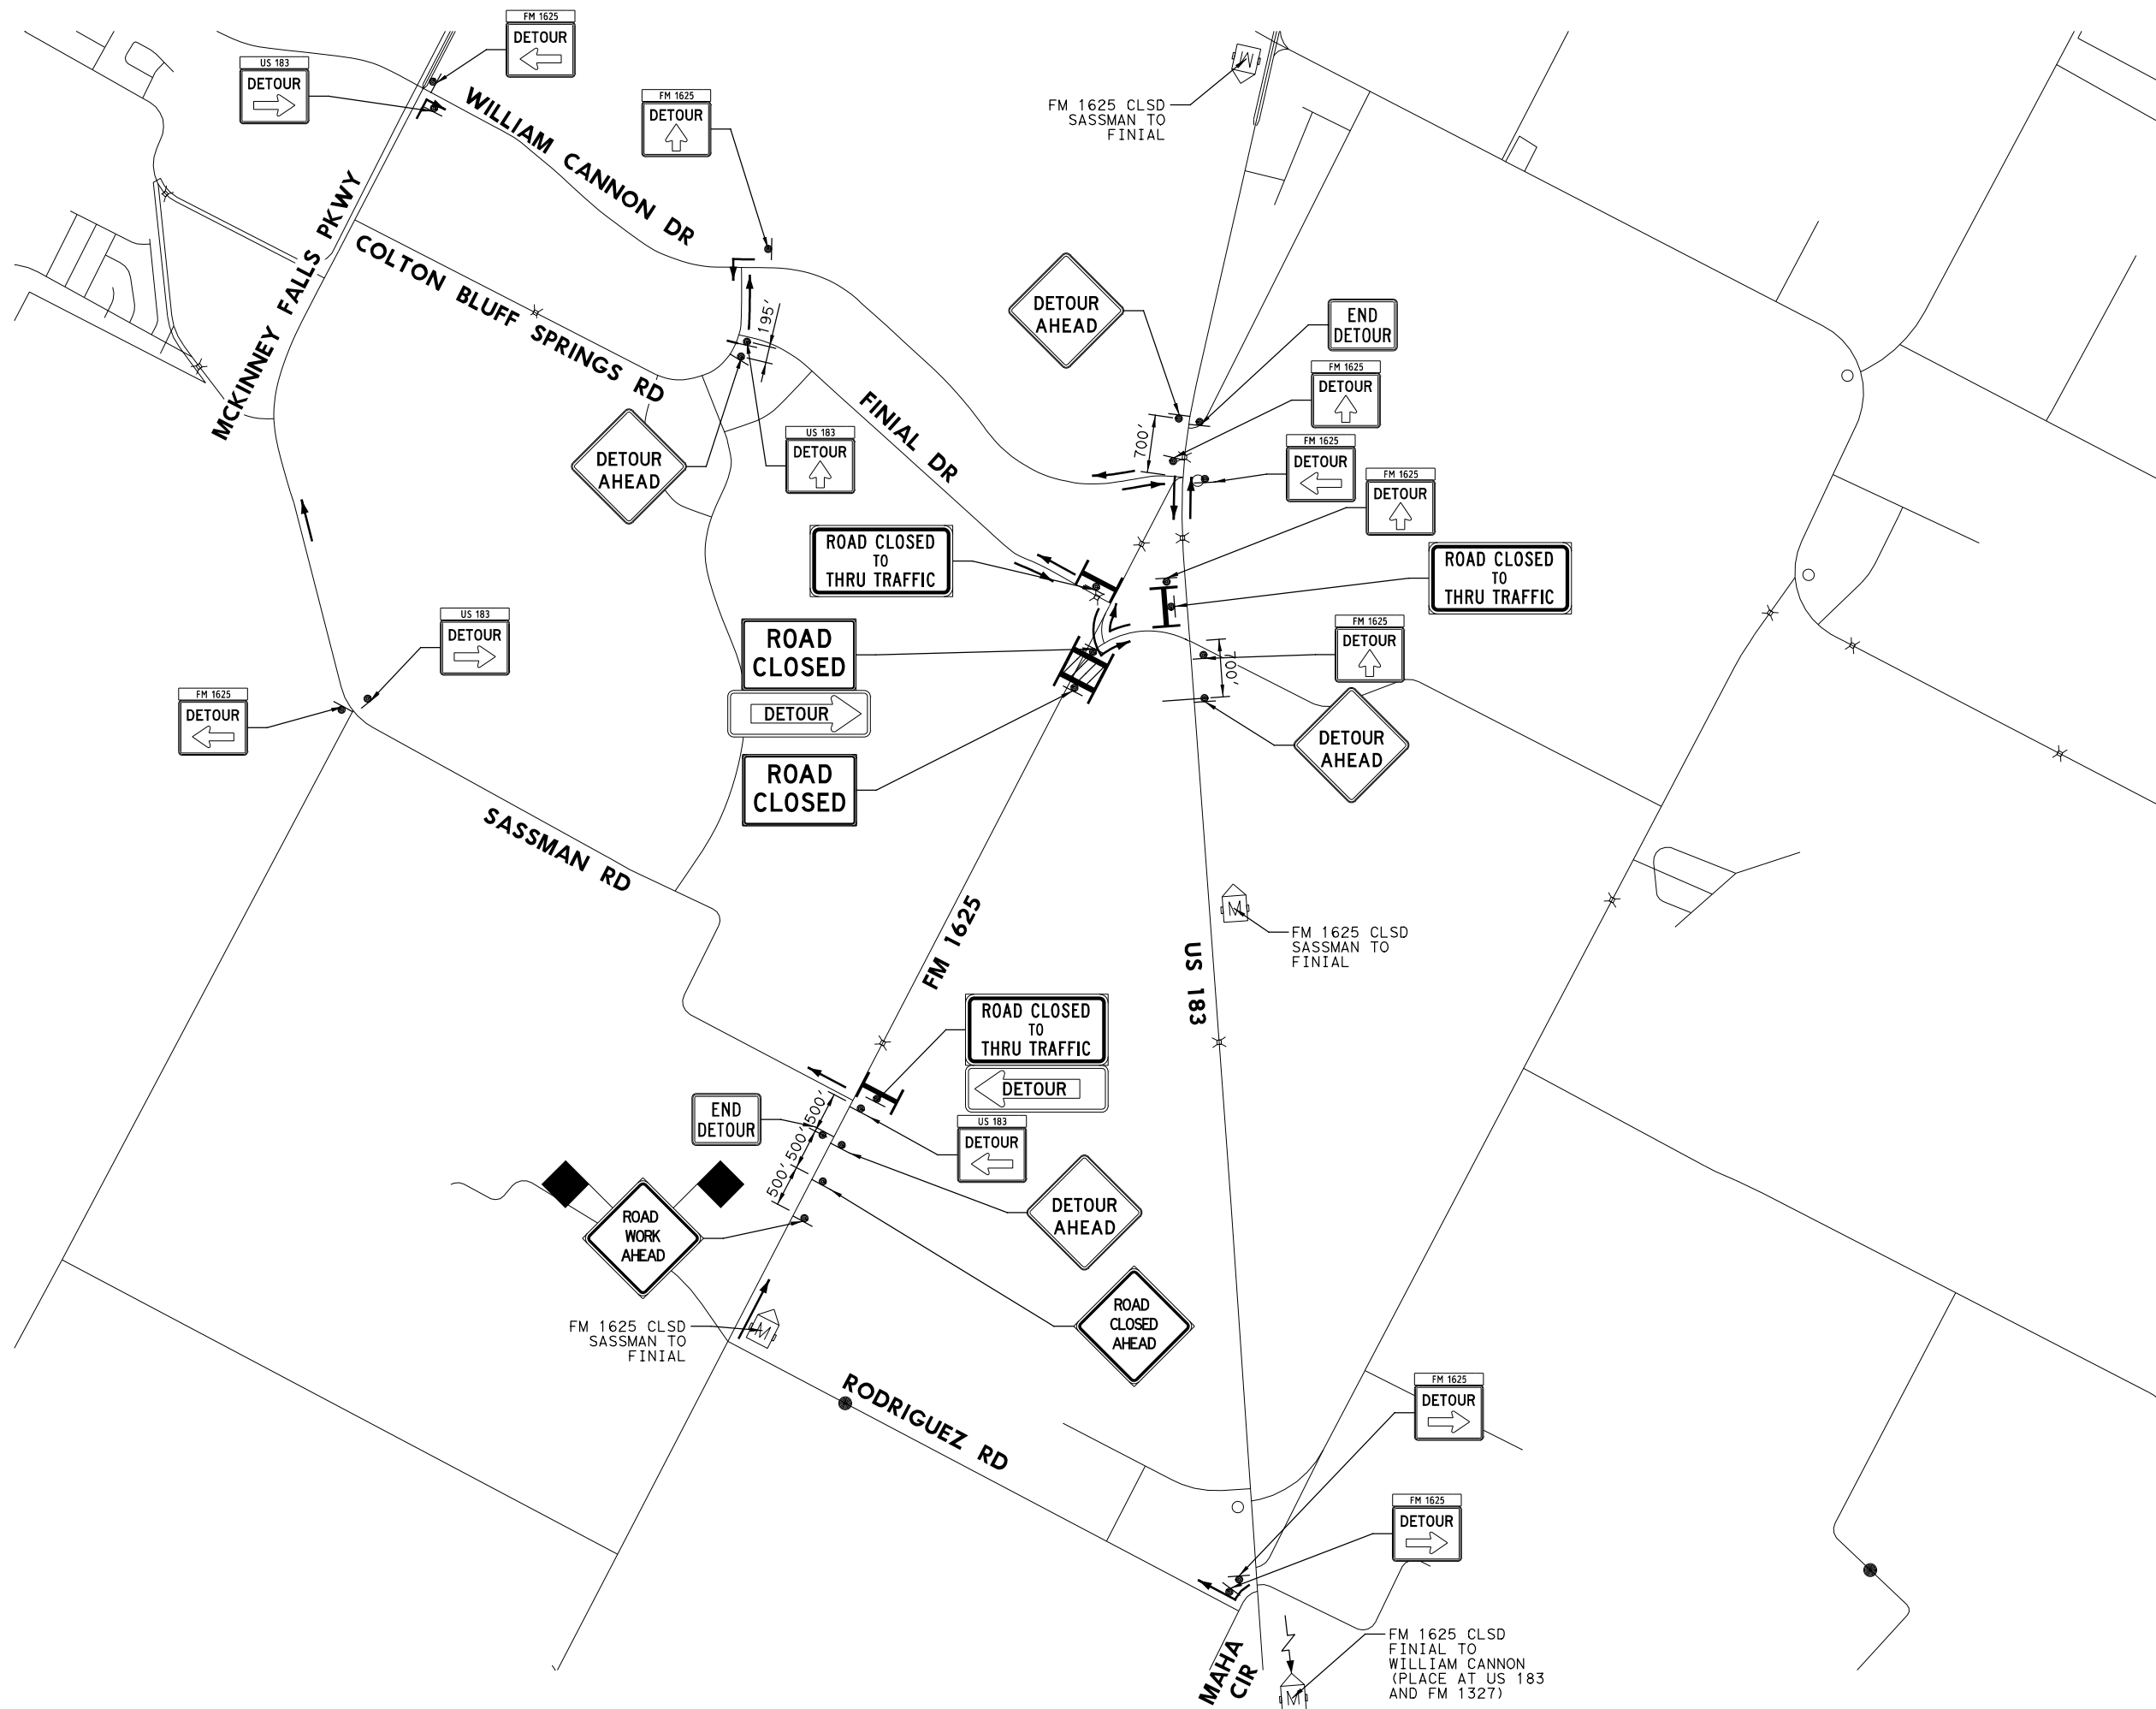 FM 1625
DETOUR
US 183
DETOUR
FM 1625
DETOUR
WILLIAM CANNON DR
MCKINNEY FALLS PKWY
COLTON BLUFF SPRINGS RD
195'
FINIAL DR
M
FM 1625 CLSD
SASSMAN TO
FINIAL
DETOUR
AHEAD
END
DETOUR
FM 1625
DETOUR
700'
FM 1625
DETOUR
FM 1625
DETOUR
DETOUR
AHEAD
US 183
DETOUR
ROAD CLOSED
TO
THRU TRAFFIC
ROAD CLOSED
TO
THRU TRAFFIC
US 183
DETOUR
FM 1625
DETOUR
ROAD
CLOSED
DETOUR
ROAD
CLOSED
FM 1625
DETOUR
700'
DETOUR
AHEAD
SASSMAN RD
FM 1625
US 183
M
FM 1625 CLSD
SASSMAN TO
FINIAL
ROAD CLOSED
TO
THRU TRAFFIC
DETOUR
END
DETOUR
500'
500'
500'
US 183
DETOUR
DETOUR
AHEAD
ROAD
WORK
AHEAD
ROAD
CLOSED
AHEAD
FM 1625 CLSD
SASSMAN TO
FINIAL
M
RODRIGUEZ RD
FM 1625
DETOUR
FM 1625
DETOUR
MAHA
CIR
M
FM 1625 CLSD
FINIAL TO
WILLIAM CANNON
(PLACE AT US 183
AND FM 1327)